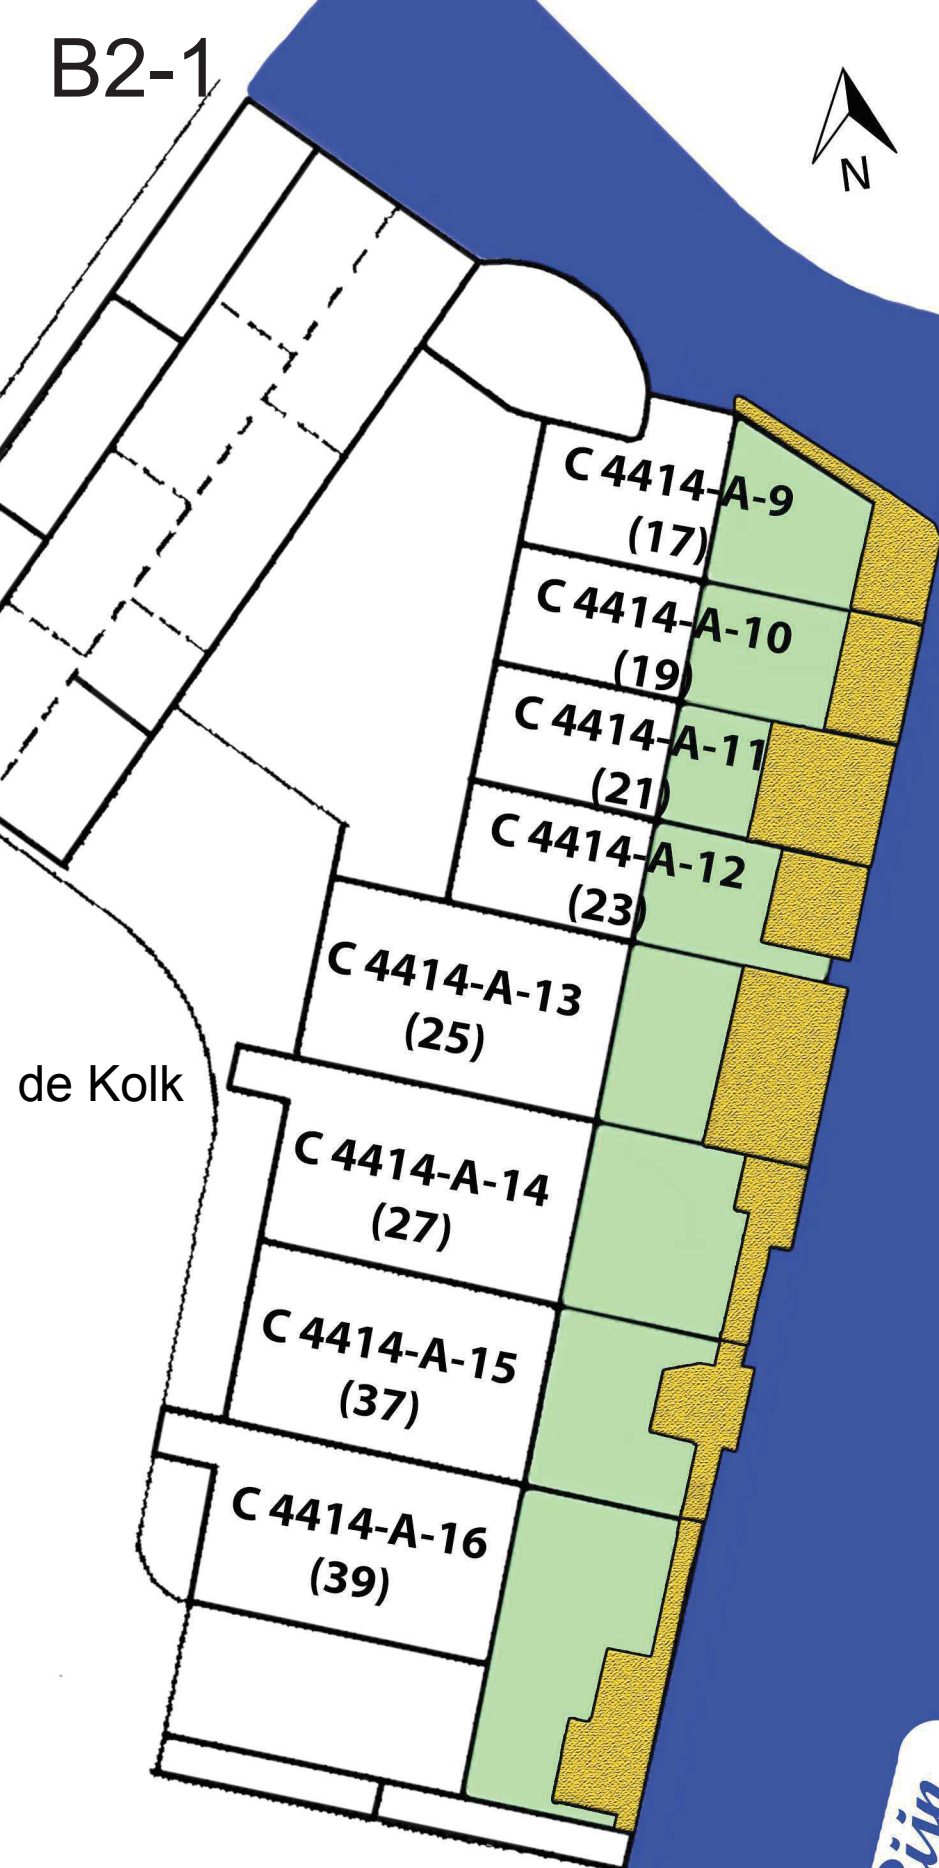 B2-1
N
C 4414-A-9
(17)
C 4414-A-10
(19)
C 4414-A-11
(21)
C 4414-A-12
(23)
C 4414-A-13
(25)
de Kolk
C 4414-A-14
(27)
C 4414-A-15
(37)
C 4414-A-16
(39)